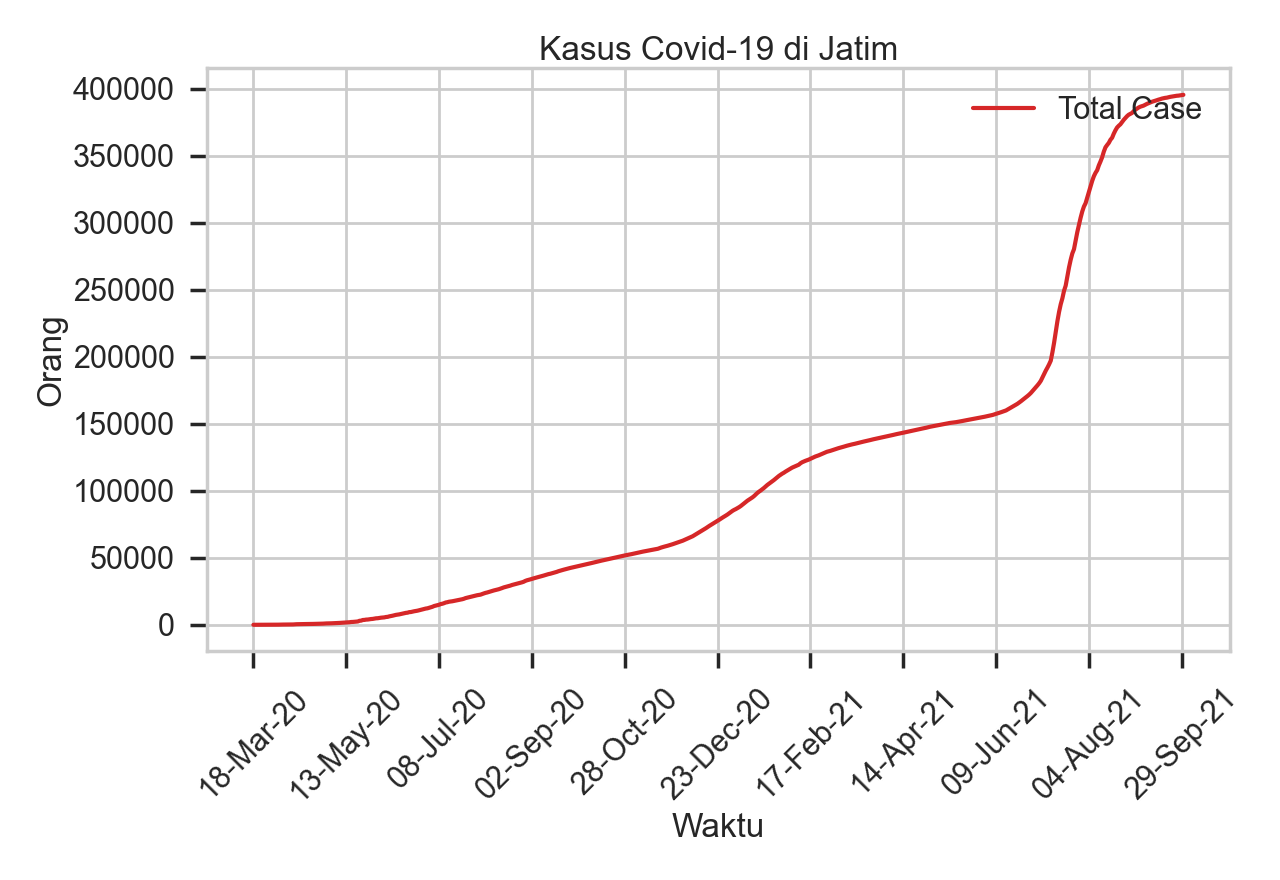 Kasus Covid-19 di Jatim
Total Case
400000
350000
300000
250000
200000
150000
100000
50000
0
Orang
18-Mar-20
13-May-20
08-Jul-20
02-Sep-20
28-Oct-20
23-Dec-20
17-Feb-21
14-Apr-21
09-Jun-21
04-Aug-21
29-Sep-21
Waktu